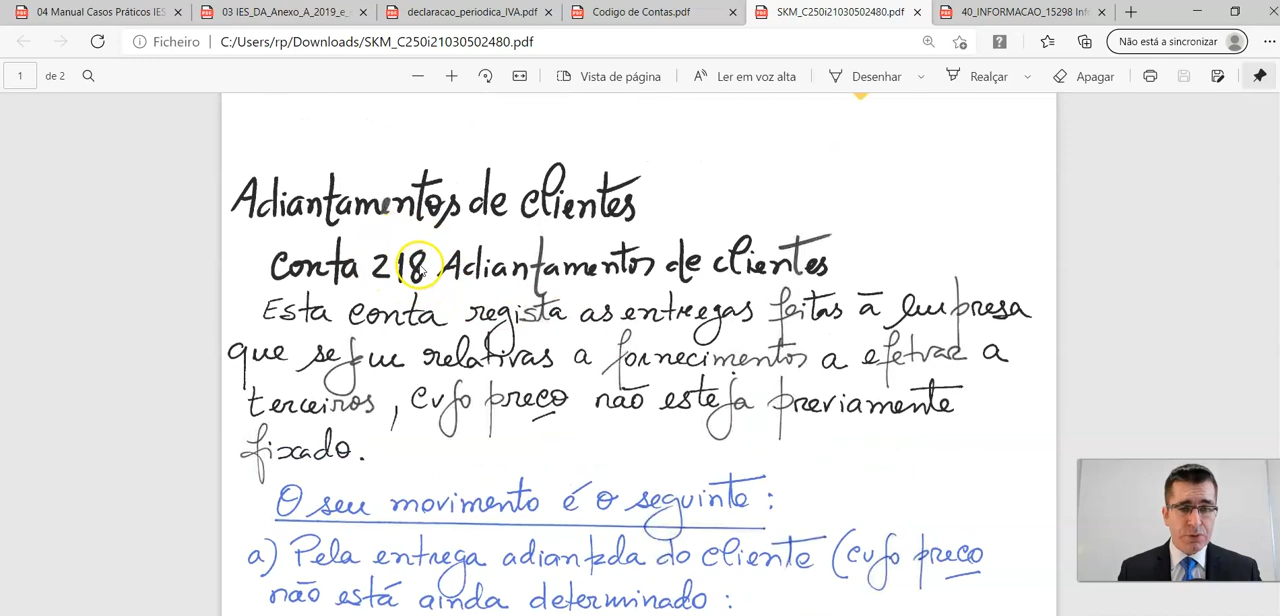 04 Manual Casos Práticos IES
03 IES_DA_Anexo_A_2019_e_
declaracao_periodica_IVA.pdf
Codigo de Contas.pdf
SKM_C250i21030502480.pdf
40_INFORMACAO_15298
Ficheiro
C:/Users/rp/Downloads/SKM_C250i21030502480.pdf
Não está a sincronizar
1 de 2
Vista de página
Ler em voz alta
Desenhar
Realçar
Apagar
Adiantamentos de clientes
Conta 218 Adiantamentos de clientes
Esta conta regista as entregas feitas à empresa
que sejam relativas a fornecimentos a efetuar a
terceiros, cujo preço não esteja previamente
fixado.
O seu movimento é o seguinte:
a) Pela entrega adiantada do cliente (cujo preço
não está ainda determinado: